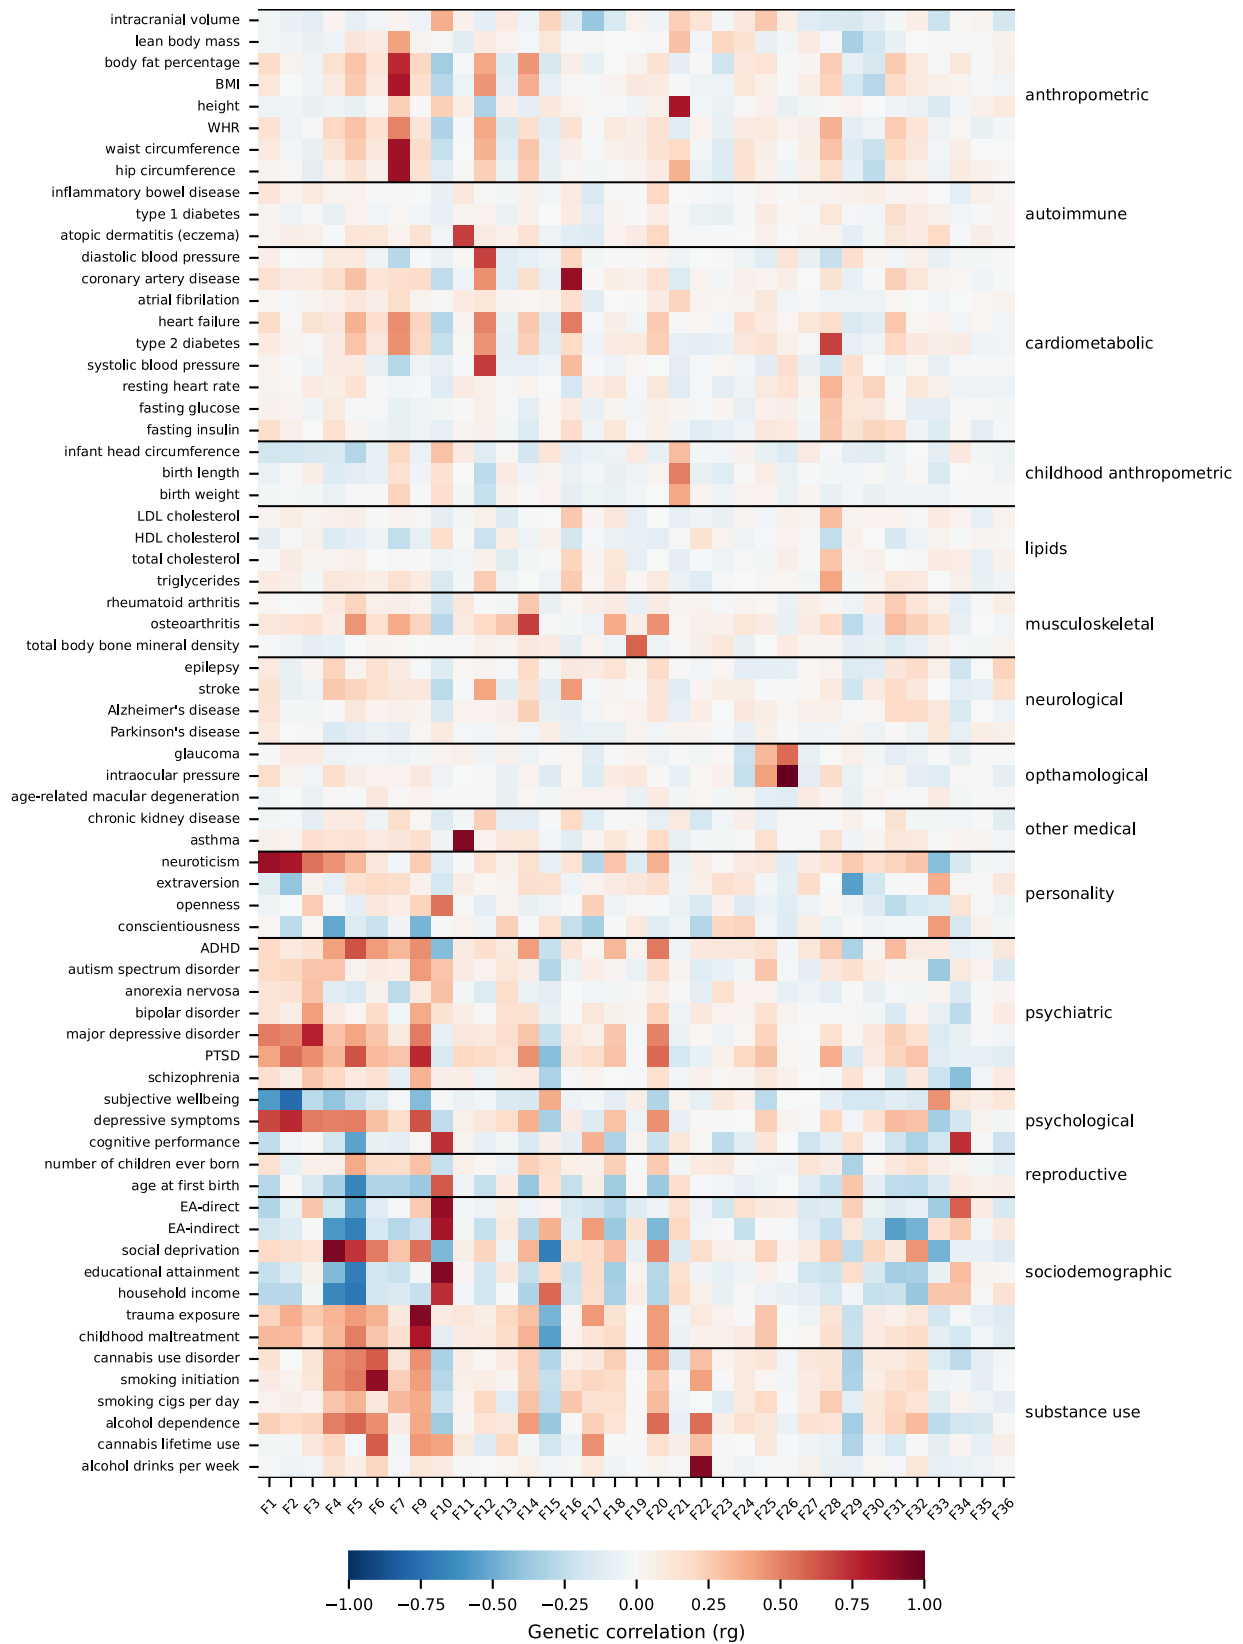 intracranial volume
lean body mass
body fat percentage
BMI
height
WHR
waist circumference
hip circumference
anthropometric
inflammatory bowel disease
type 1 diabetes
atopic dermatitis (eczema)
autoimmune
diastolic blood pressure
coronary artery disease
atrial fibrilation
heart failure
type 2 diabetes
systolic blood pressure
resting heart rate
fasting glucose
fasting insulin
cardiometabolic
infant head circumference
birth length
birth weight
childhood anthropometric
LDL cholesterol
HDL cholesterol
total cholesterol
triglycerides
lipids
rheumatoid arthritis
osteoarthritis
total body bone mineral density
musculoskeletal
epilepsy
stroke
Alzheimer's disease
Parkinson's disease
neurological
glaucoma
intraocular pressure
age-related macular degeneration
opthamological
chronic kidney disease
asthma
other medical
neuroticism
extraversion
openness
conscientiousness
personality
ADHD
autism spectrum disorder
anorexia nervosa
bipolar disorder
major depressive disorder
PTSD
schizophrenia
psychiatric
subjective wellbeing
depressive symptoms
cognitive performance
psychological
number of children ever born
age at first birth
reproductive
EA-direct
EA-indirect
social deprivation
educational attainment
household income
trauma exposure
childhood maltreatment
sociodemographic
cannabis use disorder
smoking initiation
smoking cigs per day
alcohol dependence
cannabis lifetime use
alcohol drinks per week
substance use
F1 F2 F3 F4 F5 F6 F7 F9 F10 F11 F12 F13 F14 F15 F16 F17 F18 F19 F20 F21 F22 F23 F24 F25 F26 F27 F28 F29 F30 F31 F32 F33 F34 F35 F36
−1.00 −0.75 −0.50 −0.25 0.00 0.25 0.50 0.75 1.00
Genetic correlation (rg)